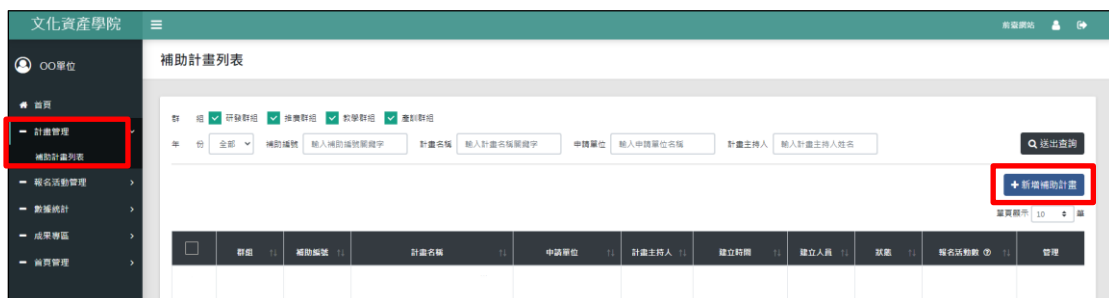 文化資產學院
前臺網站
OO單位
補助計畫列表
首頁
計畫管理
補助計畫列表
報名活動管理
數據統計
成果專區
首頁管理
群 組 研發群組 推廣群組 教學群組 產訓群組
年 份 全部 補助編號 輸入補助編號關鍵字 計畫名稱 輸入計畫名稱關鍵字 申請單位 輸入申請單位名稱 計畫主持人 輸入計畫主持人姓名 送出查詢
新增補助計畫
單頁顯示 10 筆
群組 補助編號 計畫名稱 申請單位 計畫主持人 建立時間 建立人員 狀態 報名活動數 管理